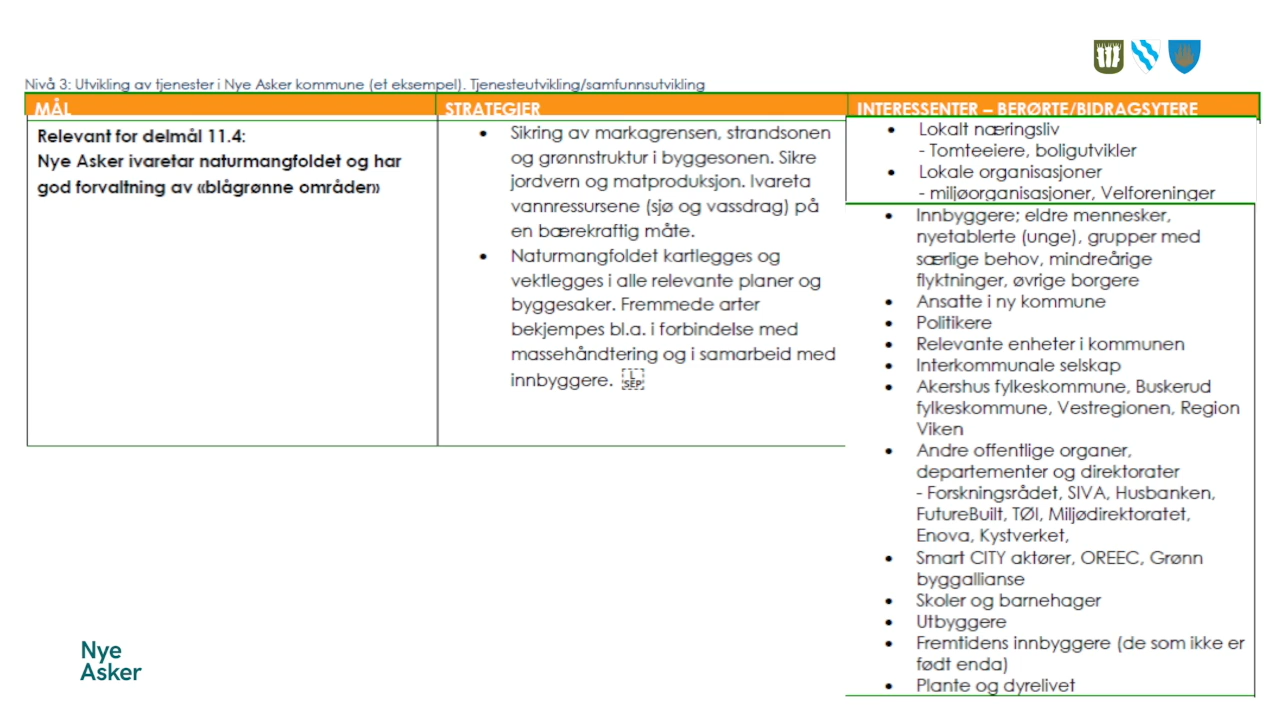 Nivå 3: Utvikling av tjenester i Nye Asker kommune (et eksempel). Tjenesteutvikling/samfunnsutvikling
MÅL
STRATEGIER
INTERESSENTER – BERØRTE/BIDRAGSYTERE
Relevant for delmål 11.4:
Nye Asker ivaretar naturmangfoldet og har
god forvaltning av «blågrønne områder»
• Sikring av markagrensen, strandsonen
og grønnstruktur i byggesonen. Sikre
jordvern og matproduksjon. Ivareta
vannressursene (sjø og vassdrag) på
en bærekraftig måte.
• Naturmangfoldet kartlegges og
vektlegges i alle relevante planer og
byggesaker. Fremmede arter
bekjempes bl.a. i forbindelse med
massehåndtering og i samarbeid med
innbyggere. L SEP
• Lokalt næringsliv
- Tomteeiere, boligutvikler
• Lokale organisasjoner
- miljøorganisasjoner, Velforeninger
• Innbyggere; eldre mennesker,
nyetablerte (unge), grupper med
særlige behov, mindreårige
flyktninger, øvrige borgere
• Ansatte i ny kommune
• Politikere
• Relevante enheter i kommunen
• Interkommunale selskap
• Akershus fylkeskommune, Buskerud
fylkeskommune, Vestregionen, Region
Viken
• Andre offentlige organer,
departementer og direktorater
- Forskningsrådet, SIVA, Husbanken,
FutureBuilt, TØI, Miljødirektoratet,
Enova, Kystverket,
• Smart CITY aktører, OREEC, Grønn
byggallianse
• Skoler og barnehager
• Utbyggere
• Fremtidens innbyggere (de som ikke er
født enda)
• Plante og dyrelivet
Nye
Asker